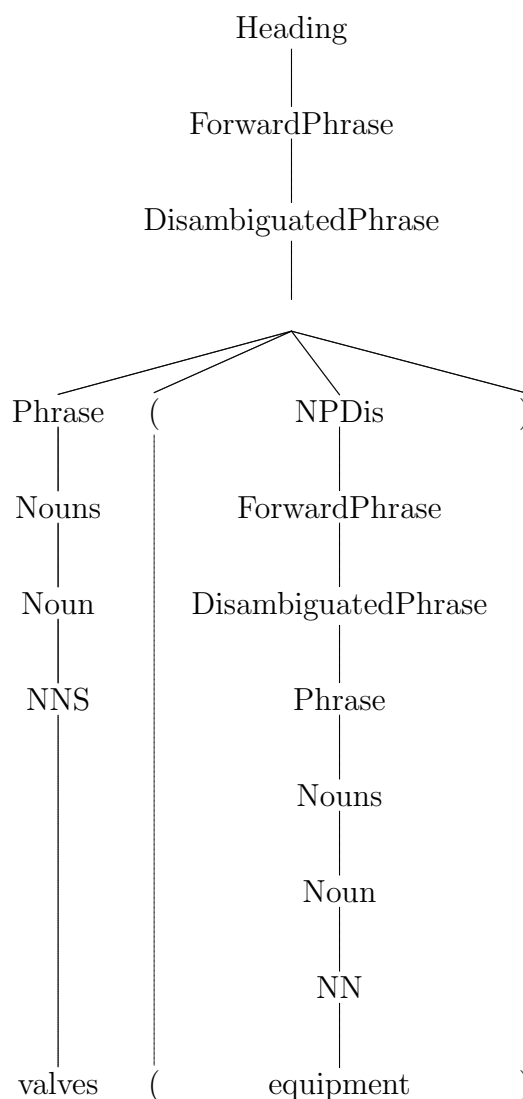 Heading
ForwardPhrase
DisambiguatedPhrase
Phrase ( NPDis )
Nouns ForwardPhrase
Noun DisambiguatedPhrase
NNS Phrase
Nouns
Noun
NN
valves ( equipment )